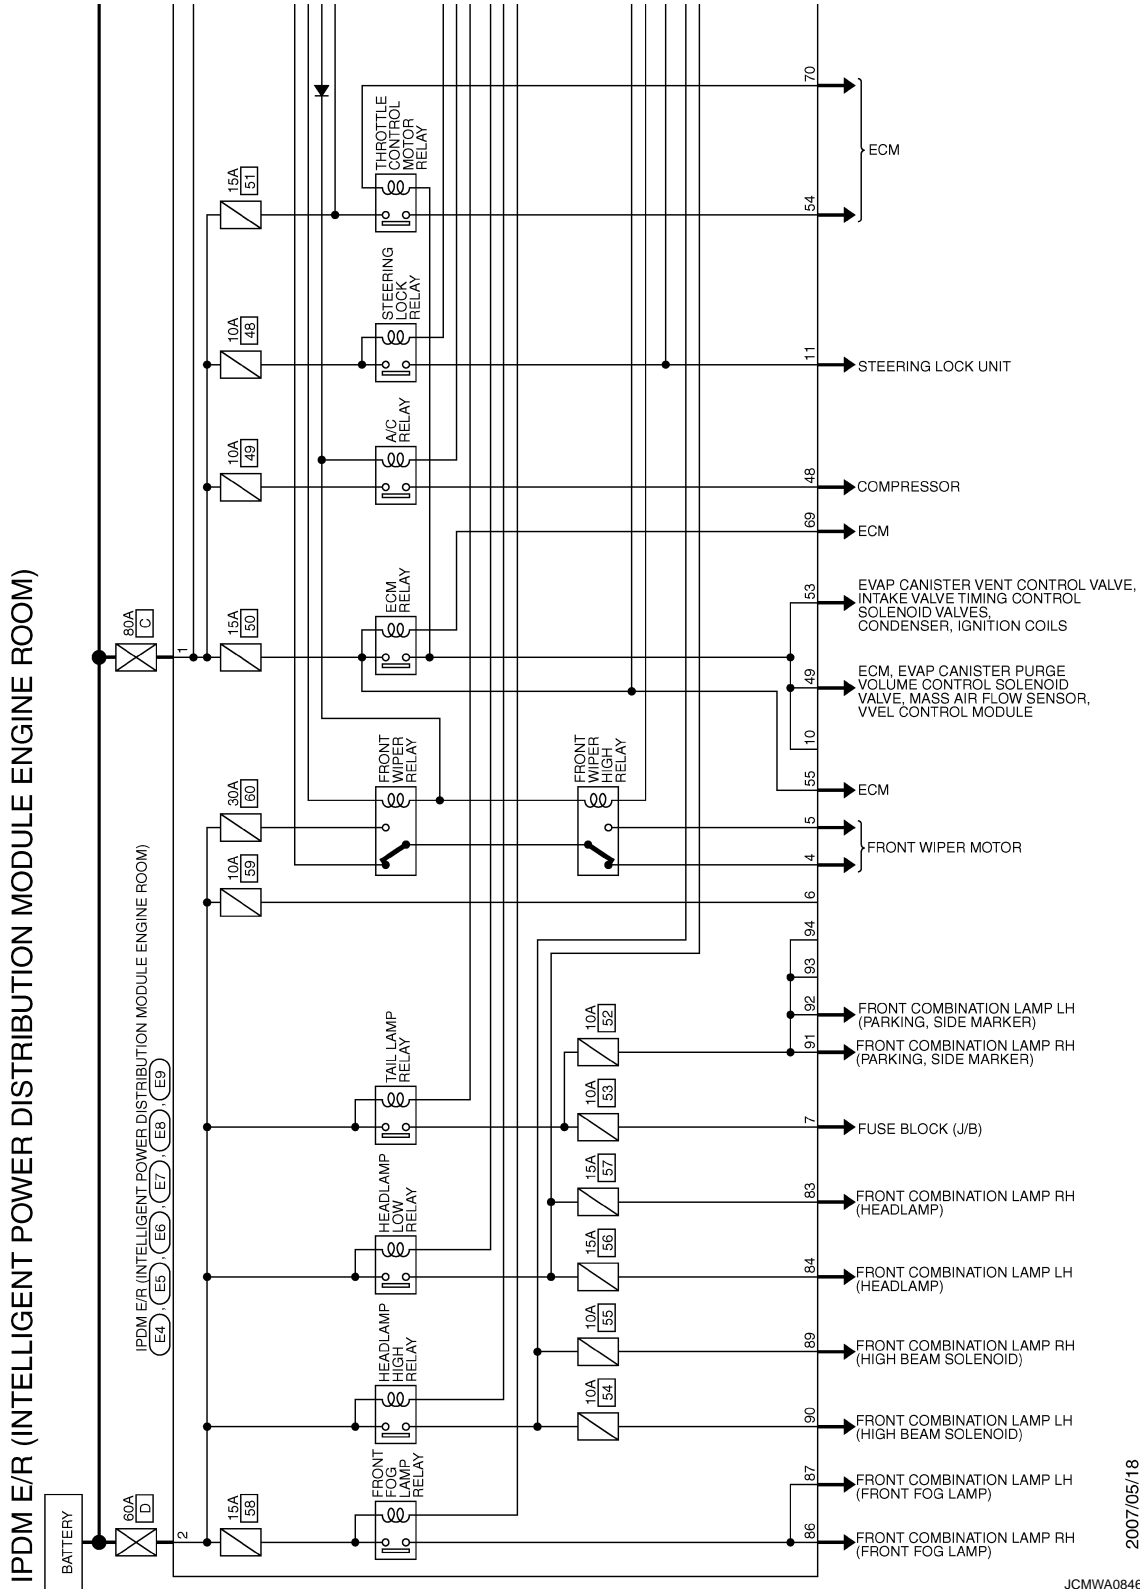 IPDM E/R (INTELLIGENT POWER DISTRIBUTION MODULE ENGINE ROOM)
BATTERY
60A
D
80A
C
2
1
IPDM E/R (INTELLIGENT POWER DISTRIBUTION MODULE ENGINE ROOM)
E4 , E5 , E6 , E7 , E8 , E9
15A
51
THROTTLE
CONTROL
MOTOR
RELAY
70
54
ECM
10A
48
STEERING
LOCK
RELAY
11
STEERING LOCK UNIT
10A
49
A/C
RELAY
48
COMPRESSOR
69
ECM
15A
50
ECM
RELAY
53
EVAP CANISTER VENT CONTROL VALVE,
INTAKE VALVE TIMING CONTROL
SOLENOID VALVES,
CONDENSER, IGNITION COILS
49
ECM, EVAP CANISTER PURGE
VOLUME CONTROL SOLENOID
VALVE, MASS AIR FLOW SENSOR,
VVEL CONTROL MODULE
10
55
ECM
30A
60
FRONT
WIPER
RELAY
FRONT
WIPER
HIGH
RELAY
5
4
FRONT WIPER MOTOR
10A
59
6
94
93
92
FRONT COMBINATION LAMP LH
(PARKING, SIDE MARKER)
10A
52
91
FRONT COMBINATION LAMP RH
(PARKING, SIDE MARKER)
TAIL LAMP
RELAY
10A
53
7
FUSE BLOCK (J/B)
15A
57
83
FRONT COMBINATION LAMP RH
(HEADLAMP)
HEADLAMP
LOW
RELAY
15A
56
84
FRONT COMBINATION LAMP LH
(HEADLAMP)
10A
55
89
FRONT COMBINATION LAMP RH
(HIGH BEAM SOLENOID)
HEADLAMP
HIGH
RELAY
10A
54
90
FRONT COMBINATION LAMP LH
(HIGH BEAM SOLENOID)
87
FRONT COMBINATION LAMP LH
(FRONT FOG LAMP)
15A
58
FRONT
FOG
LAMP
RELAY
86
FRONT COMBINATION LAMP RH
(FRONT FOG LAMP)
2007/05/18
JCMWA0846